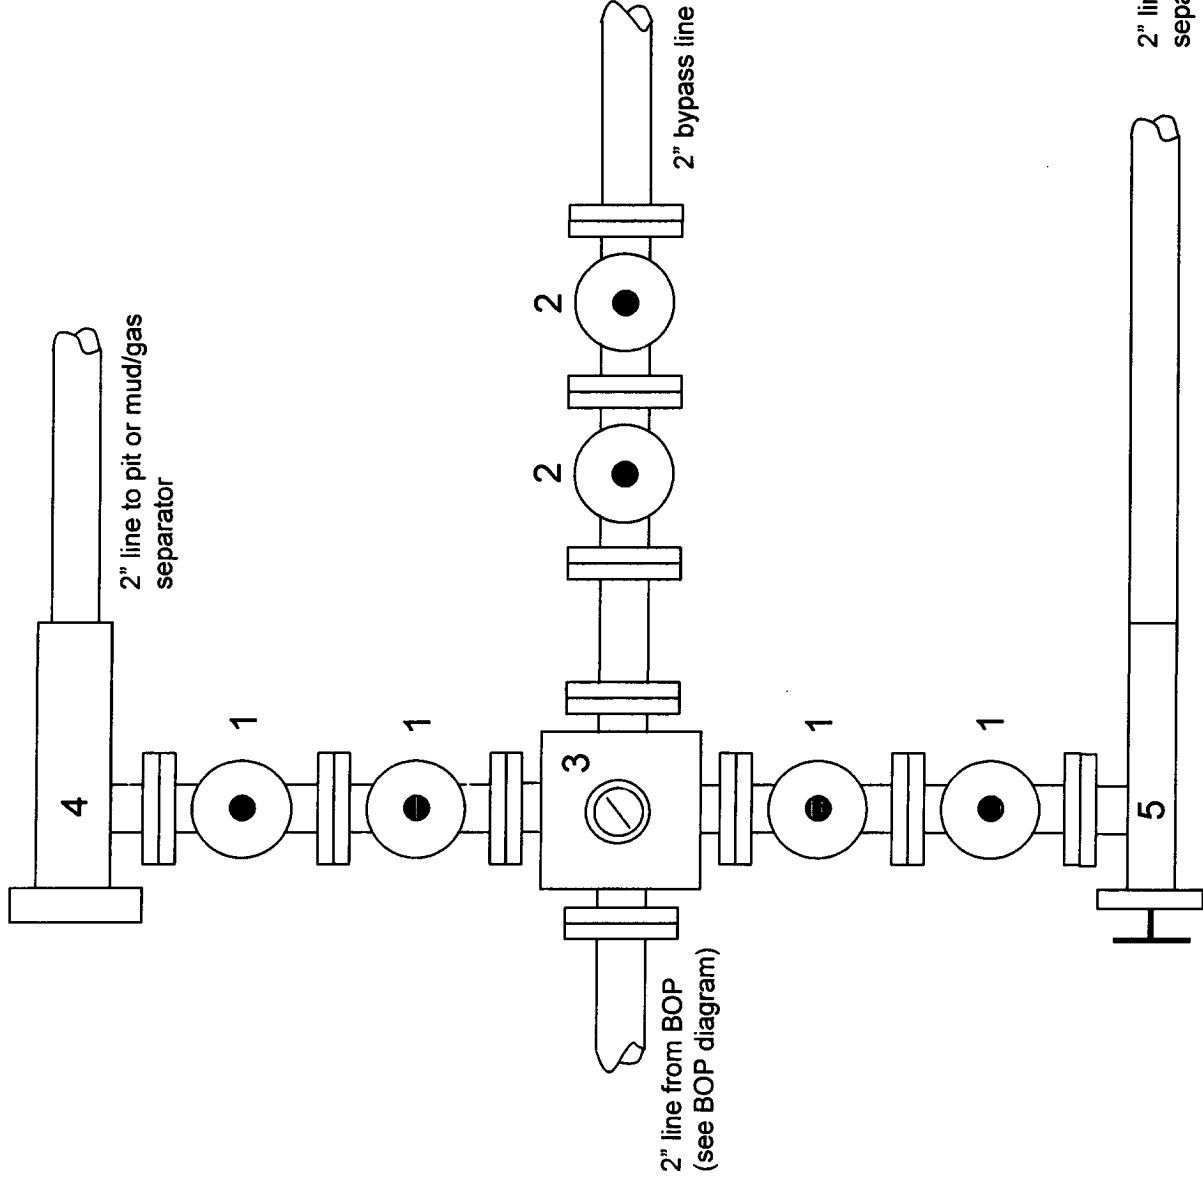 2" line to pit or mud/gas
separator
4
1
1
3
2
2
2" bypass line
2" line from BOP
(see BOP diagram)
1
1
5
2"